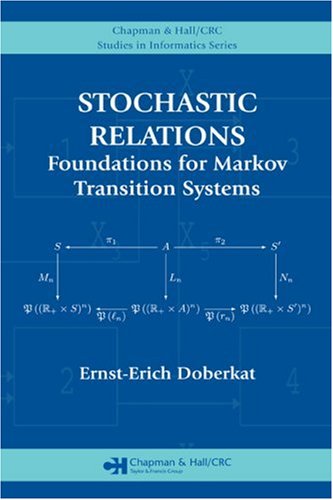 Chapman & Hall/CRC
Studies in Informatics Series
STOCHASTIC
RELATIONS
Foundations for Markov
Transition Systems
S π₁ A π₂ S′
Mₙ Lₙ Nₙ
𝔓((ℝ₊ × S)ⁿ) 𝔓(ℓₙ) 𝔓((ℝ₊ × A)ⁿ) 𝔓(rₙ) 𝔓((ℝ₊ × S′)ⁿ)
Ernst-Erich Doberkat
Chapman & Hall/CRC
Taylor & Francis Group